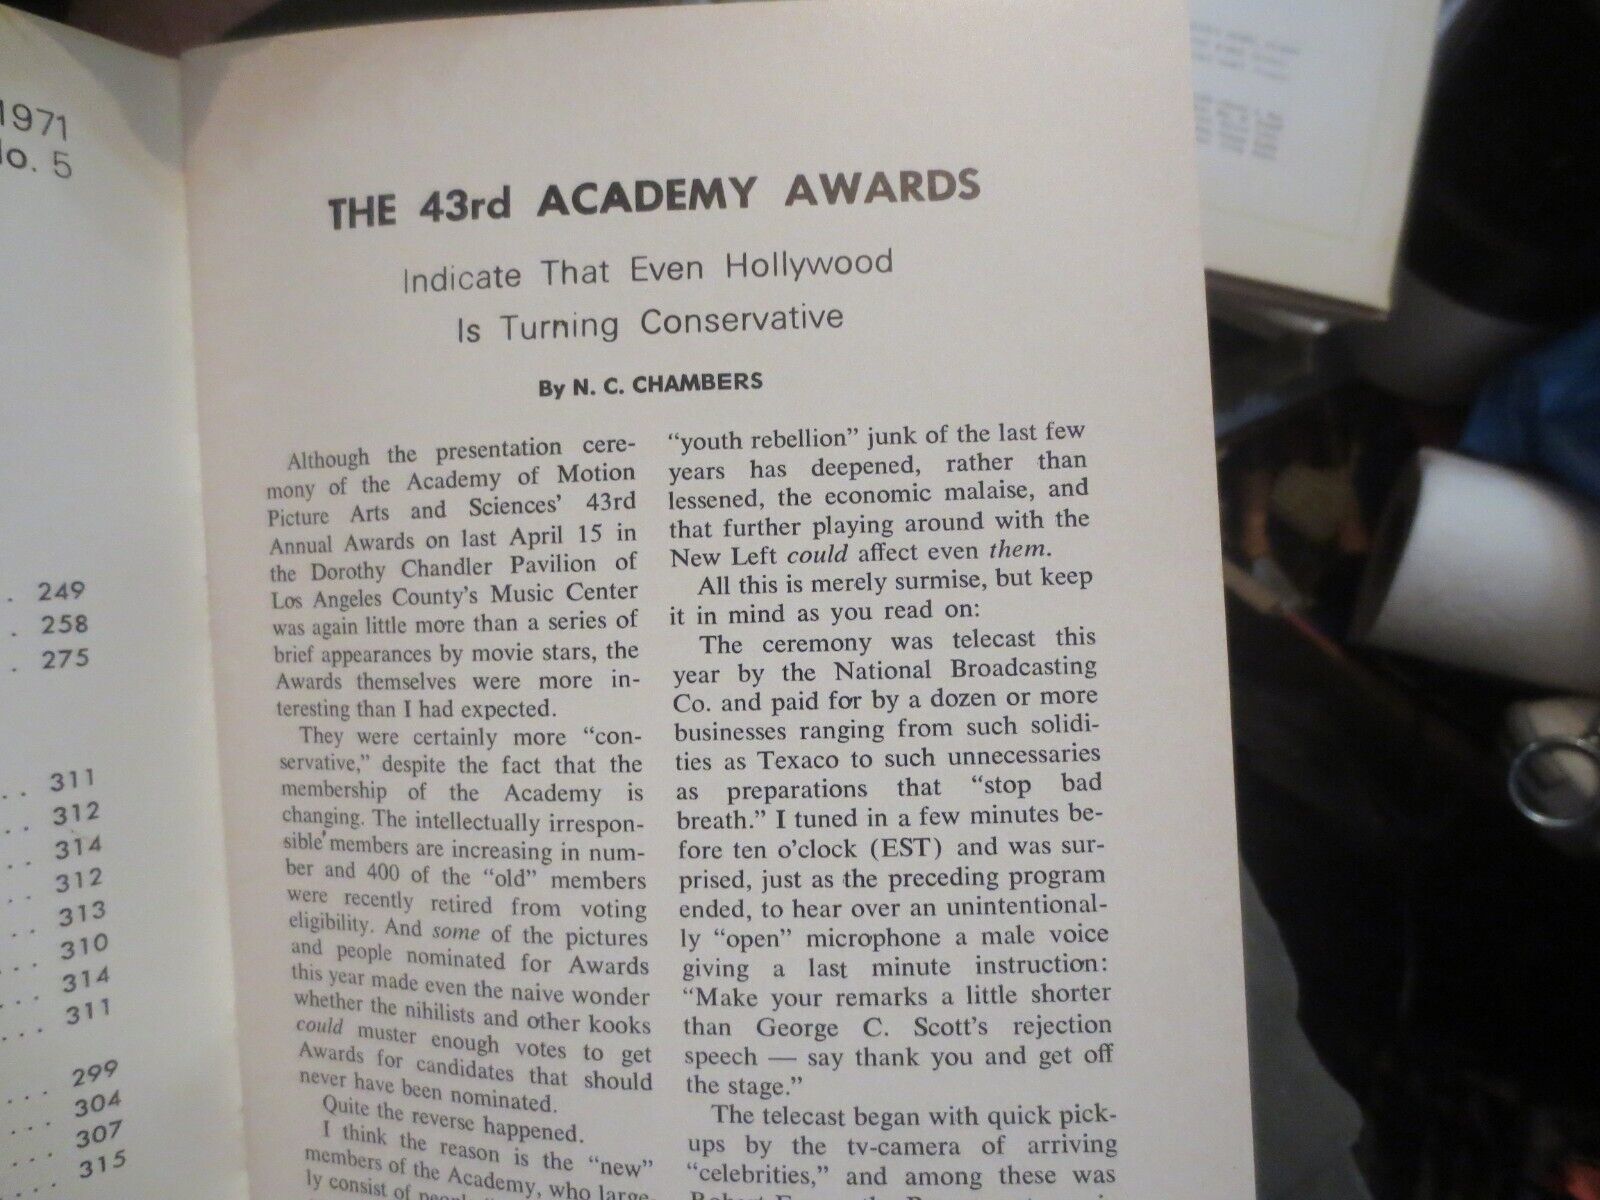 1971
No. 5
. 249
. 258
. 275
. . 311
. . 312
. . 314
. . 312
. . 313
. . . 310
. . . 314
. . . 311
. . . 299
. . . 304
. . . 307
. . . . 315
THE 43rd ACADEMY AWARDS
Indicate That Even Hollywood
Is Turning Conservative
By N. C. CHAMBERS
Although the presentation cere-
mony of the Academy of Motion
Picture Arts and Sciences' 43rd
Annual Awards on last April 15 in
the Dorothy Chandler Pavilion of
Los Angeles County's Music Center
was again little more than a series of
brief appearances by movie stars, the
Awards themselves were more in-
teresting than I had expected.
They were certainly more "con-
servative," despite the fact that the
membership of the Academy is
changing. The intellectually irrespon-
sible members are increasing in num-
ber and 400 of the "old" members
were recently retired from voting
eligibility. And some of the pictures
and people nominated for Awards
this year made even the naive wonder
whether the nihilists and other kooks
could muster enough votes to get
Awards for candidates that should
never have been nominated.
Quite the reverse happened.
I think the reason is the "new"
members of the Academy, who large-
ly consist of
"youth rebellion" junk of the last few
years has deepened, rather than
lessened, the economic malaise, and
that further playing around with the
New Left could affect even them.
All this is merely surmise, but keep
it in mind as you read on:
The ceremony was telecast this
year by the National Broadcasting
Co. and paid for by a dozen or more
businesses ranging from such solidi-
ties as Texaco to such unnecessaries
as preparations that "stop bad
breath." I tuned in a few minutes be-
fore ten o'clock (EST) and was sur-
prised, just as the preceding program
ended, to hear over an unintentional-
ly "open" microphone a male voice
giving a last minute instruction:
"Make your remarks a little shorter
than George C. Scott's rejection
speech — say thank you and get off
the stage."
The telecast began with quick pick-
ups by the tv-camera of arriving
"celebrities," and among these was